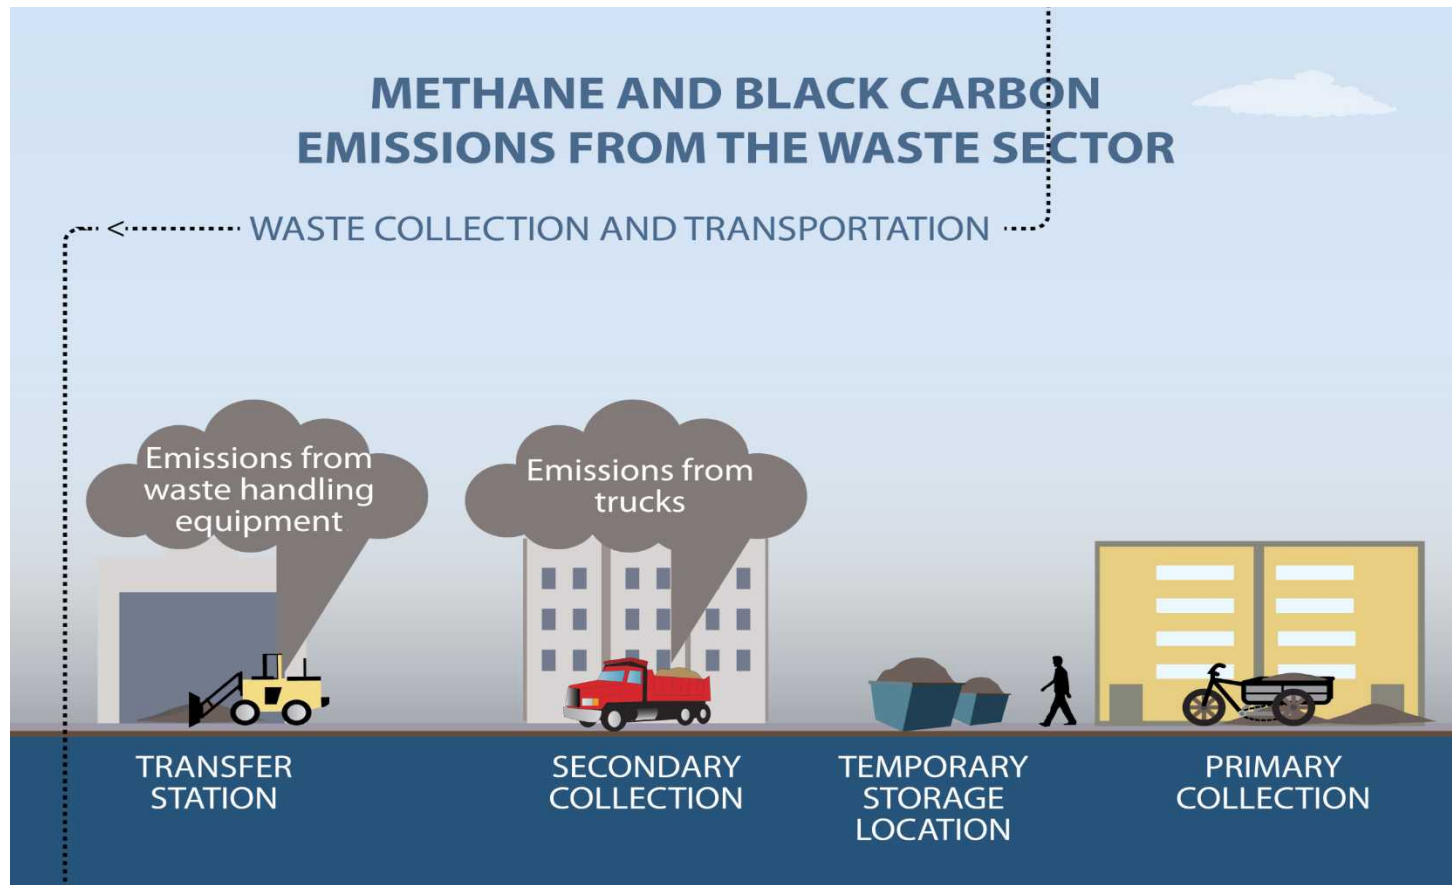 METHANE AND BLACK CARBON
EMISSIONS FROM THE WASTE SECTOR
WASTE COLLECTION AND TRANSPORTATION
Emissions from
waste handling
equipment
Emissions from
trucks
TRANSFER
STATION
SECONDARY
COLLECTION
TEMPORARY
STORAGE
LOCATION
PRIMARY
COLLECTION